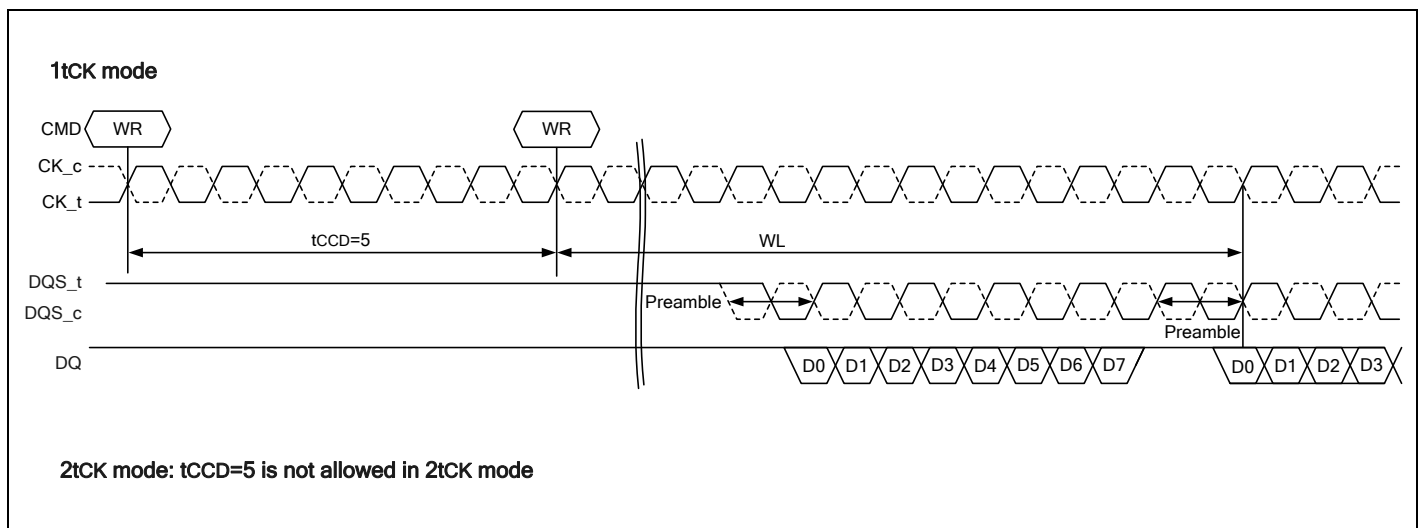 1tCK mode
CMD WR WR
CK_c
CK_t
tCCD=5 WL
DQS_t
Preamble
DQS_c
Preamble
DQ D0 D1 D2 D3 D4 D5 D6 D7 D0 D1 D2 D3
2tCK mode: tCCD=5 is not allowed in 2tCK mode